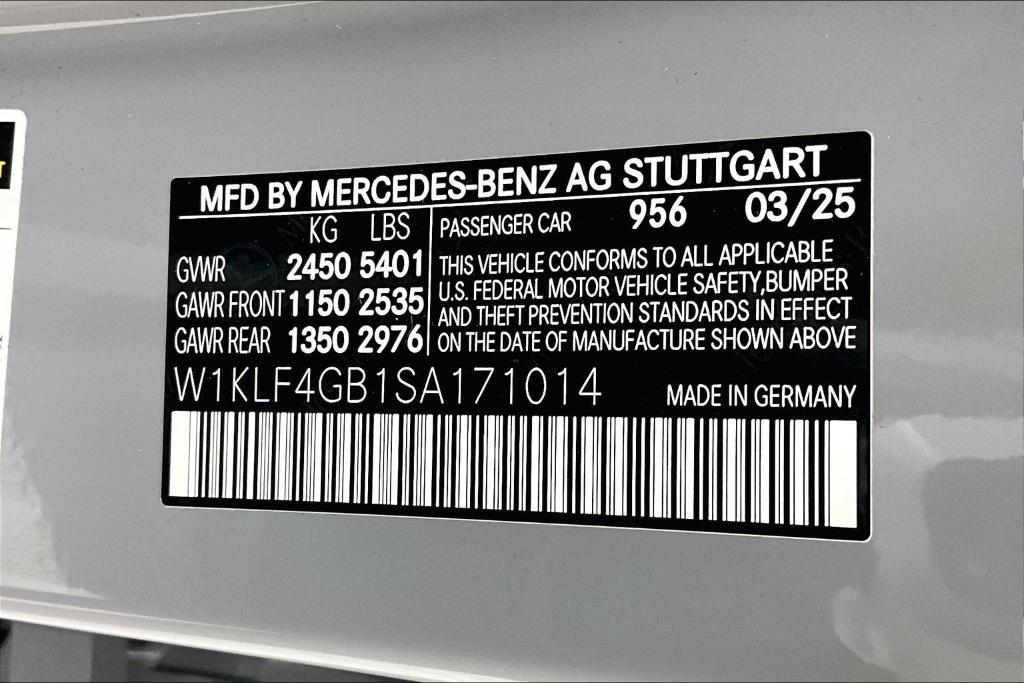 MFD BY MERCEDES-BENZ AG STUTTGART
KG LBS
GVWR 2450 5401
GAWR FRONT 1150 2535
GAWR REAR 1350 2976
PASSENGER CAR 956 03/25
THIS VEHICLE CONFORMS TO ALL APPLICABLE
U.S. FEDERAL MOTOR VEHICLE SAFETY,BUMPER
AND THEFT PREVENTION STANDARDS IN EFFECT
ON THE DATE OF MANUFACTURE SHOWN ABOVE
W1KLF4GB1SA171014 MADE IN GERMANY